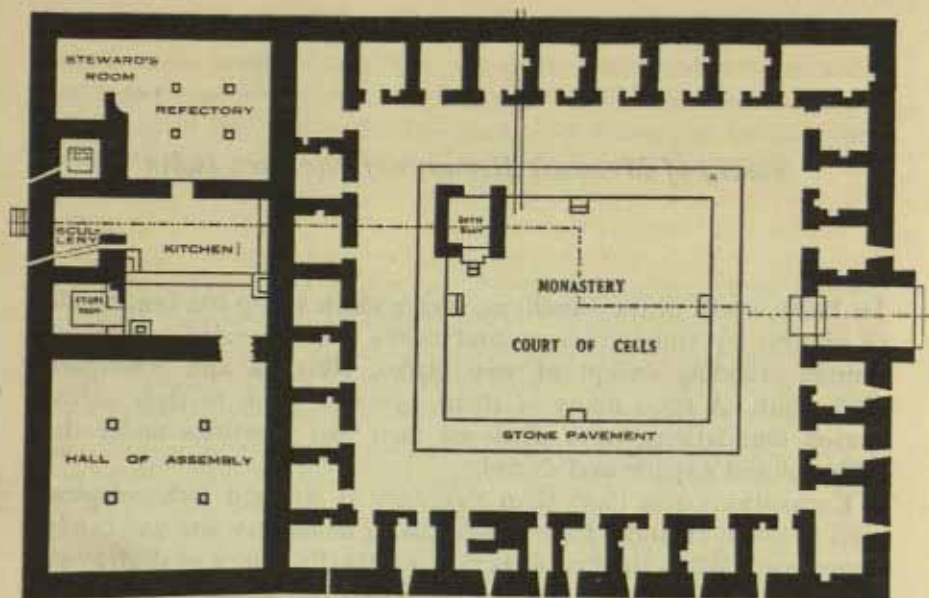 STEWARD'S
ROOM
REFECTORY
SCUL-
LERY
KITCHEN
STORE
ROOM
HALL OF ASSEMBLY
MONASTERY
COURT OF CELLS
STONE PAVEMENT